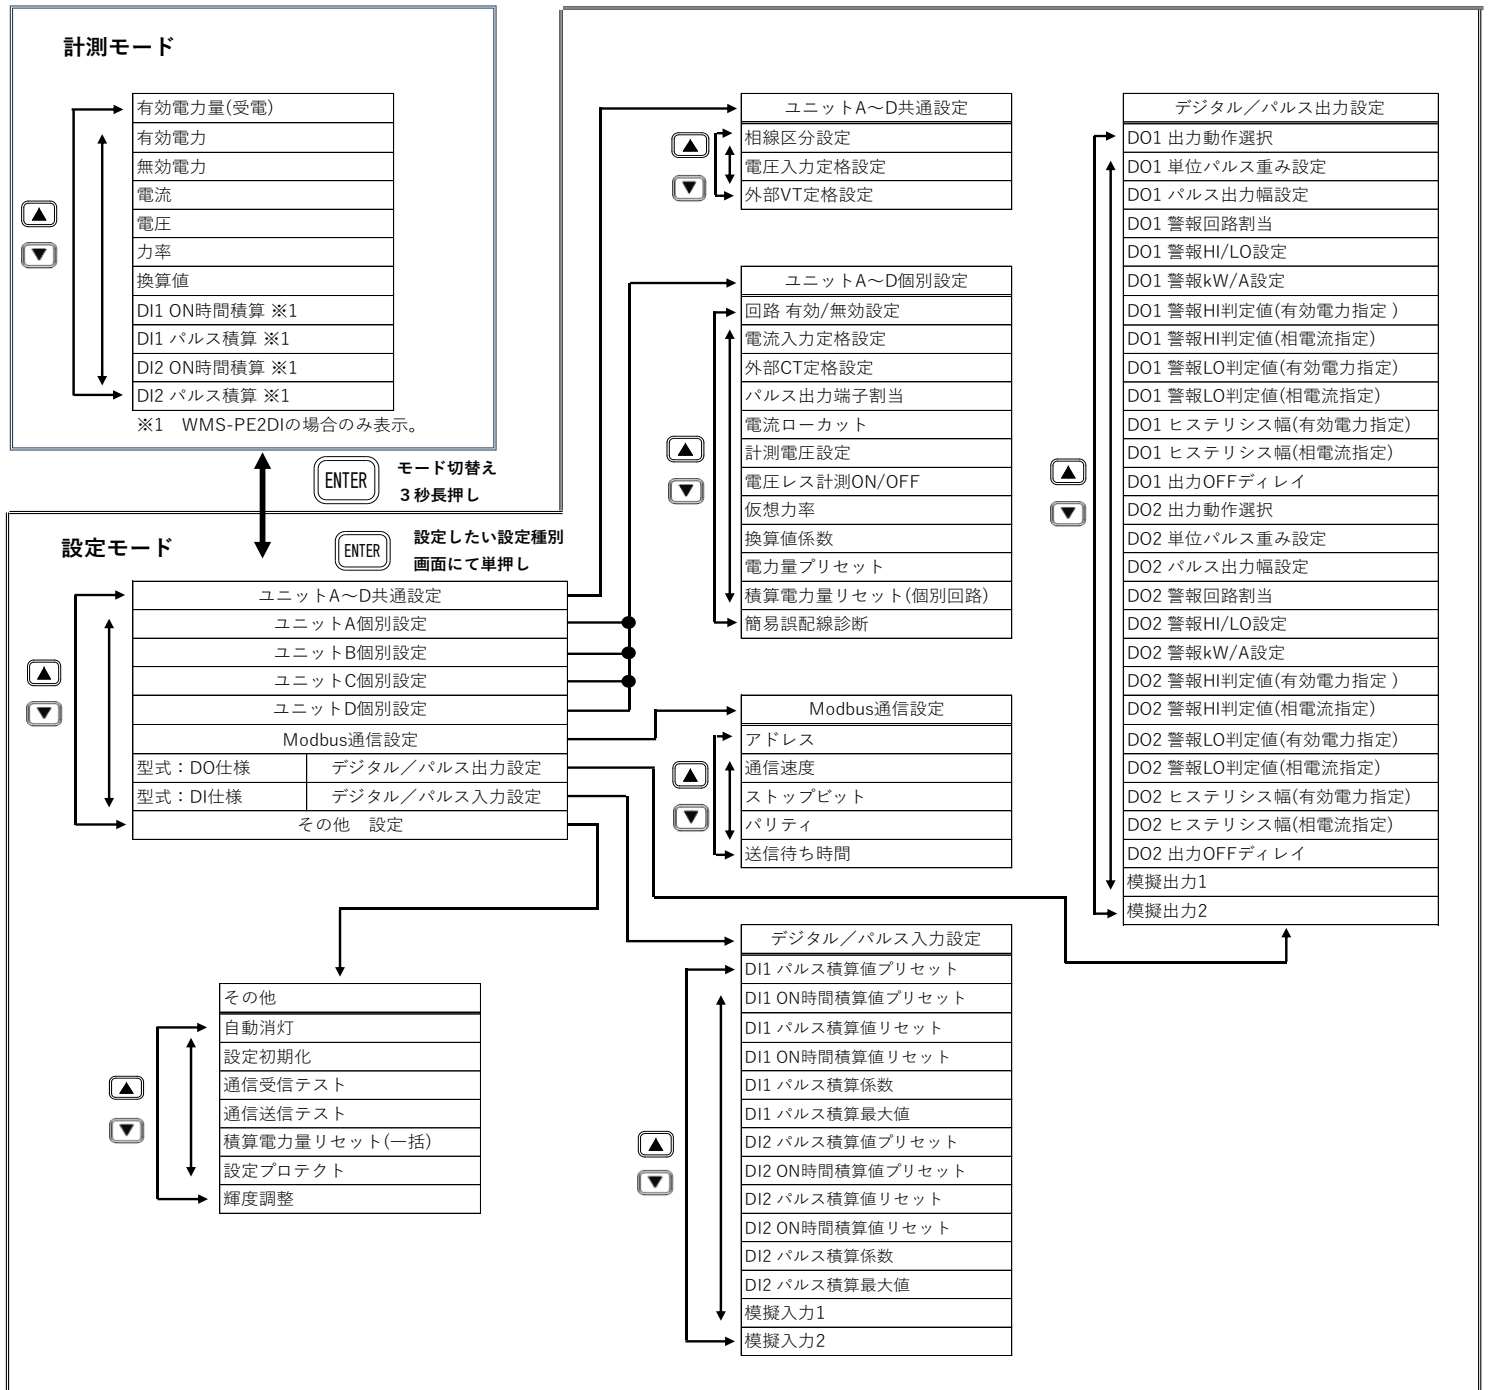 計測モード
有効電力量(受電)
有効電力
無効電力
電流
電圧
力率
換算値
DI1 ON時間積算 ※1
DI1 パルス積算 ※1
DI2 ON時間積算 ※1
DI2 パルス積算 ※1
※1　WMS-PE2DIの場合のみ表示。
▲
▼
ENTER
モード切替え
３秒長押し
設定モード
ENTER
設定したい設定種別
画面にて単押し
▲
▼
ユニットA～D共通設定
ユニットA個別設定
ユニットB個別設定
ユニットC個別設定
ユニットD個別設定
Modbus通信設定
型式：DO仕様　デジタル／パルス出力設定
型式：DI仕様　デジタル／パルス入力設定
その他　設定
▲
▼
その他
自動消灯
設定初期化
通信受信テスト
通信送信テスト
積算電力量リセット(一括)
設定プロテクト
輝度調整
▲
▼
ユニットA～D共通設定
相線区分設定
電圧入力定格設定
外部VT定格設定
▲
▼
ユニットA～D個別設定
回路 有効/無効設定
電流入力定格設定
外部CT定格設定
パルス出力端子割当
電流ローカット
計測電圧設定
電圧レス計測ON/OFF
仮想力率
換算値係数
電力量プリセット
積算電力量リセット(個別回路)
簡易誤配線診断
▲
▼
Modbus通信設定
アドレス
通信速度
ストップビット
パリティ
送信待ち時間
▲
▼
デジタル／パルス入力設定
DI1 パルス積算値プリセット
DI1 ON時間積算値プリセット
DI1 パルス積算値リセット
DI1 ON時間積算値リセット
DI1 パルス積算係数
DI1 パルス積算最大値
DI2 パルス積算値プリセット
DI2 ON時間積算値プリセット
DI2 パルス積算値リセット
DI2 ON時間積算値リセット
DI2 パルス積算係数
DI2 パルス積算最大値
模擬入力1
模擬入力2
▲
▼
デジタル／パルス出力設定
DO1 出力動作選択
DO1 単位パルス重み設定
DO1 パルス出力幅設定
DO1 警報回路割当
DO1 警報HI/LO設定
DO1 警報kW/A設定
DO1 警報HI判定値(有効電力指定 )
DO1 警報HI判定値(相電流指定)
DO1 警報LO判定値(有効電力指定)
DO1 警報LO判定値(相電流指定)
DO1 ヒステリシス幅(有効電力指定)
DO1 ヒステリシス幅(相電流指定)
DO1 出力OFFディレイ
DO2 出力動作選択
DO2 単位パルス重み設定
DO2 パルス出力幅設定
DO2 警報回路割当
DO2 警報HI/LO設定
DO2 警報kW/A設定
DO2 警報HI判定値(有効電力指定 )
DO2 警報HI判定値(相電流指定)
DO2 警報LO判定値(有効電力指定)
DO2 警報LO判定値(相電流指定)
DO2 ヒステリシス幅(有効電力指定)
DO2 ヒステリシス幅(相電流指定)
DO2 出力OFFディレイ
模擬出力1
模擬出力2